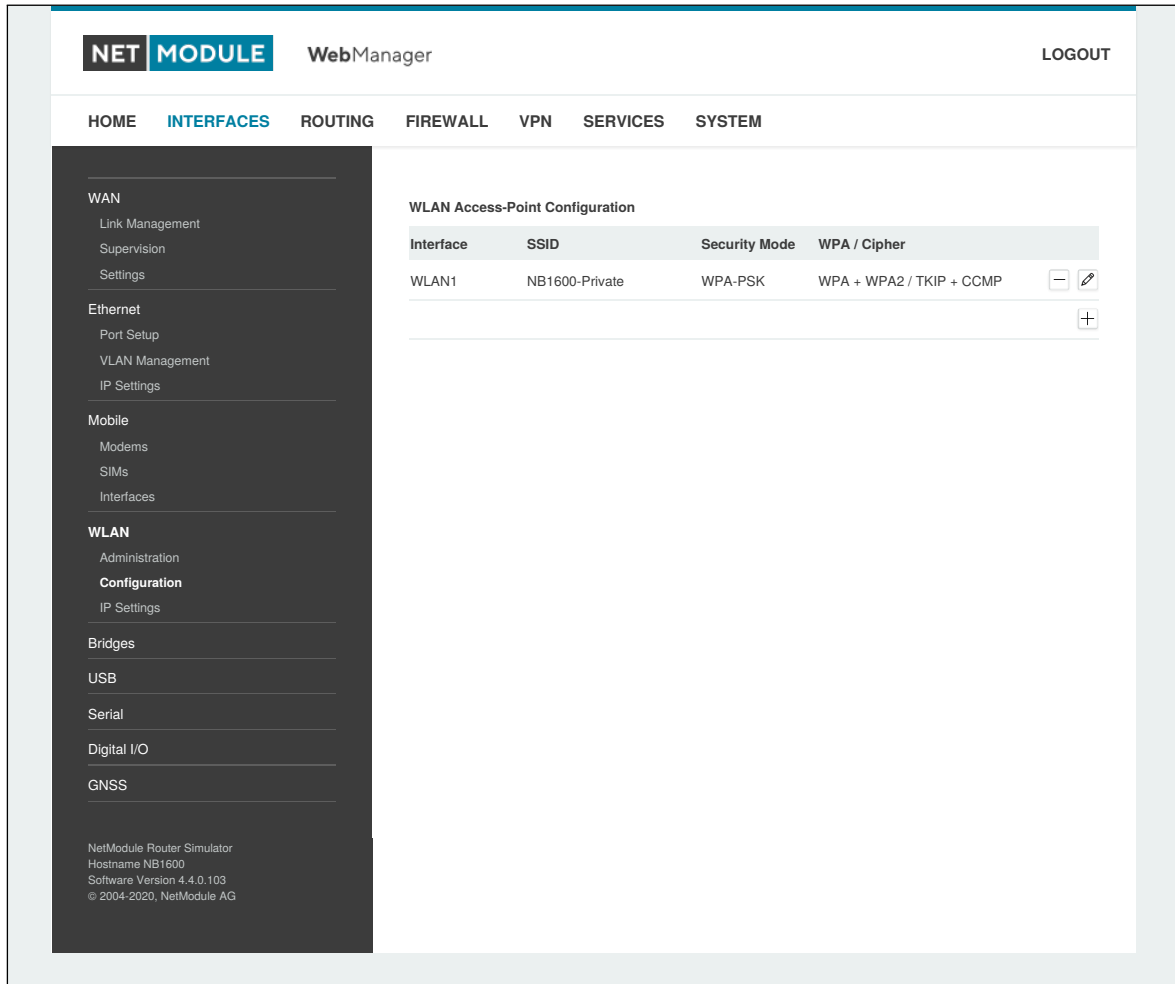 NET MODULE WebManager LOGOUT
HOME INTERFACES ROUTING FIREWALL VPN SERVICES SYSTEM
WAN
Link Management
Supervision
Settings
Ethernet
Port Setup
VLAN Management
IP Settings
Mobile
Modems
SIMs
Interfaces
WLAN
Administration
Configuration
IP Settings
Bridges
USB
Serial
Digital I/O
GNSS
NetModule Router Simulator
Hostname NB1600
Software Version 4.4.0.103
© 2004-2020, NetModule AG
WLAN Access-Point Configuration
Interface SSID Security Mode WPA / Cipher
WLAN1 NB1600-Private WPA-PSK WPA + WPA2 / TKIP + CCMP